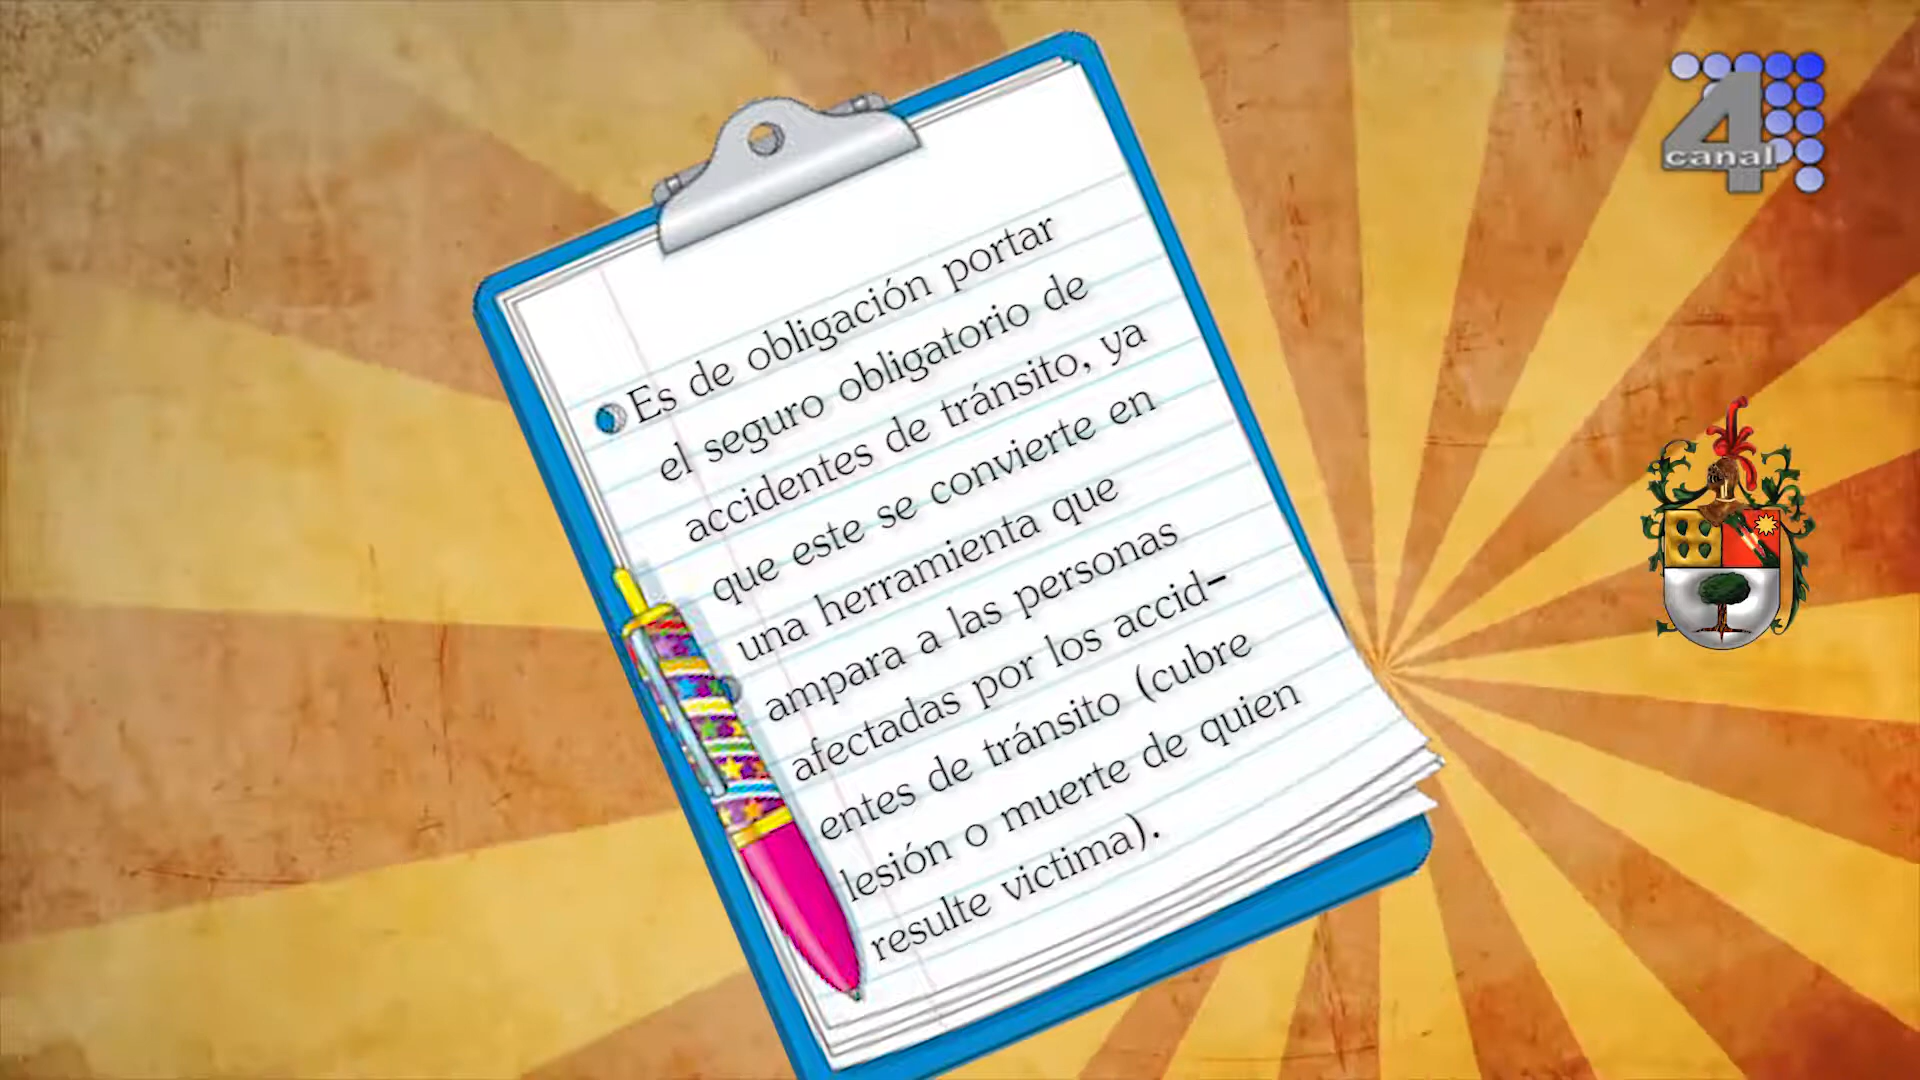 Es de obligación portar
el seguro obligatorio de
accidentes de tránsito, ya
que este se convierte en
una herramienta que
ampara a las personas
afectadas por los accid-
entes de tránsito (cubre
lesión o muerte de quien
resulte victima).
4
canal